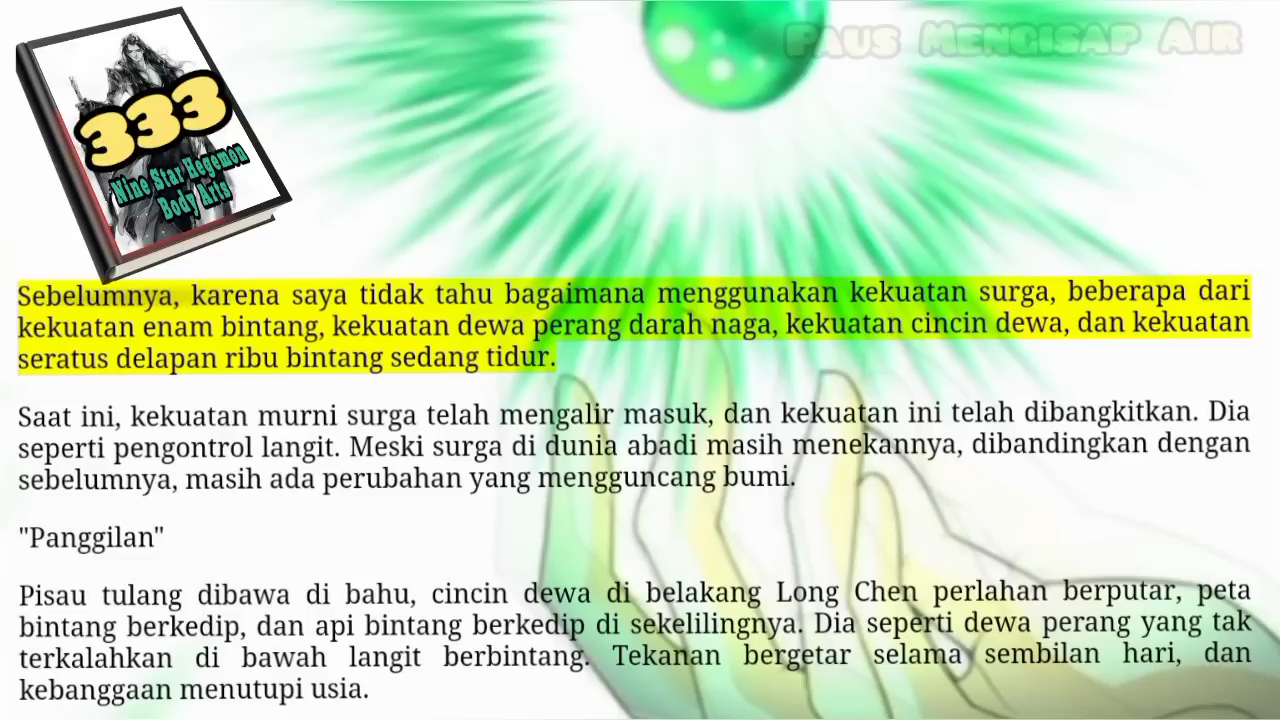 Paus Mengisap Air
333
Nine Star Hegemon
Body Arts
Sebelumnya, karena saya tidak tahu bagaimana menggunakan kekuatan surga, beberapa dari
kekuatan enam bintang, kekuatan dewa perang darah naga, kekuatan cincin dewa, dan kekuatan
seratus delapan ribu bintang sedang tidur.
Saat ini, kekuatan murni surga telah mengalir masuk, dan kekuatan ini telah dibangkitkan. Dia
seperti pengontrol langit. Meski surga di dunia abadi masih menekannya, dibandingkan dengan
sebelumnya, masih ada perubahan yang mengguncang bumi.
"Panggilan"
Pisau tulang dibawa di bahu, cincin dewa di belakang Long Chen perlahan berputar, peta
bintang berkedip, dan api bintang berkedip di sekelilingnya. Dia seperti dewa perang yang tak
terkalahkan di bawah langit berbintang. Tekanan bergetar selama sembilan hari, dan
kebanggaan menutupi usia.